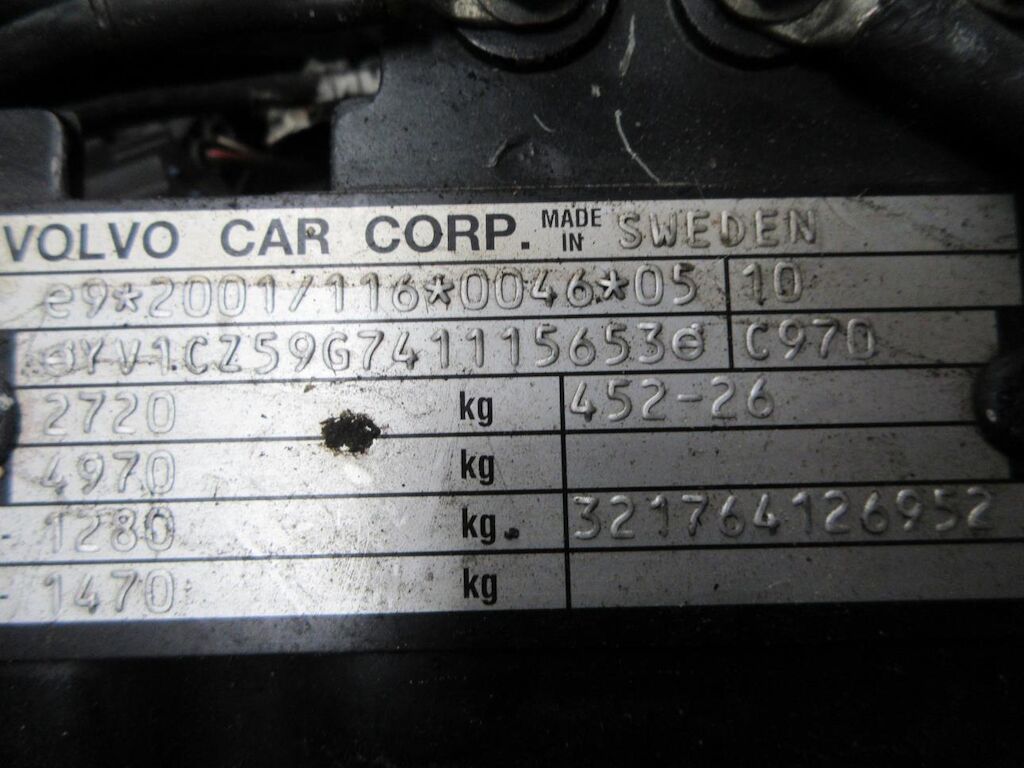 VOLVO CAR CORP. MADE IN SWEDEN
e9*2001/116*0046*05 10
YV1CZ59G741115653 C97D
2720 kg 452-26
4970 kg
- 1280 kg. 321764126952
- 1470 kg